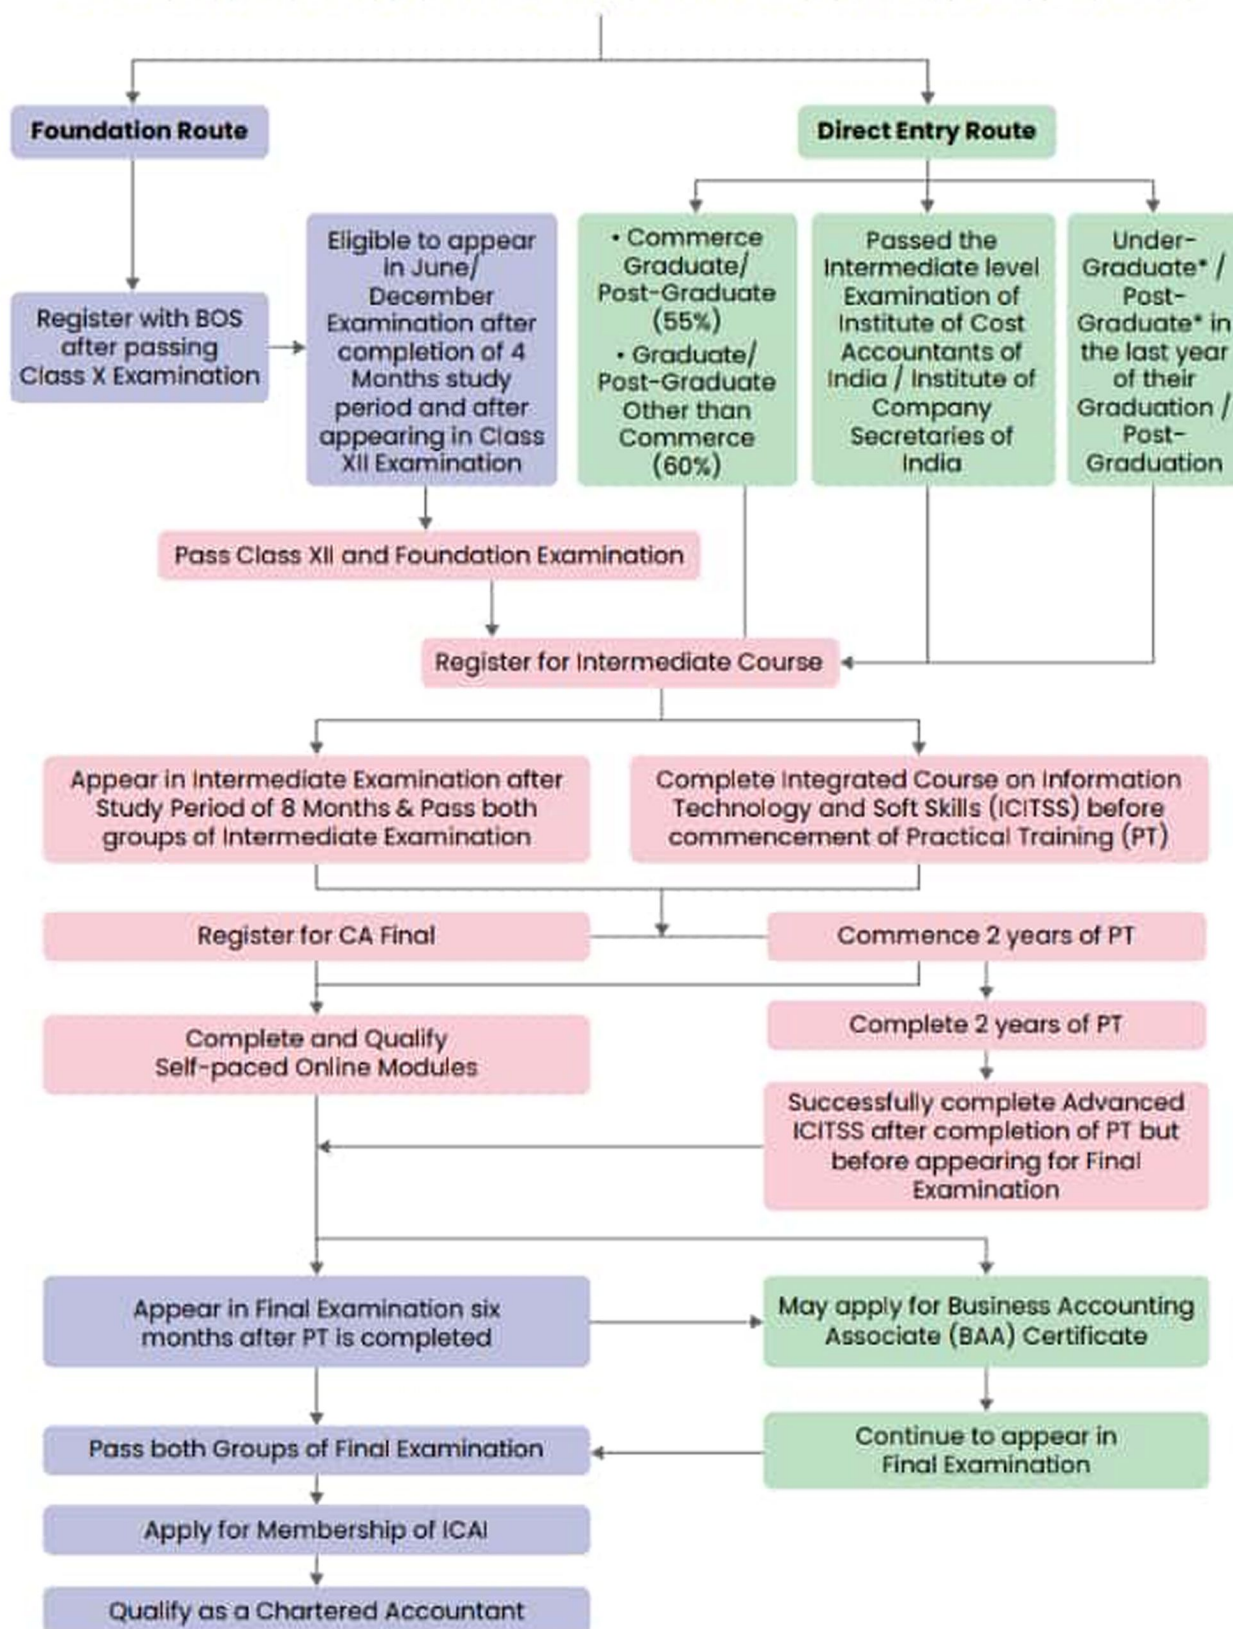 Foundation Route
Direct Entry Route
Register with BOS
after passing
Class X Examination
Eligible to appear
in June/
December
Examination after
completion of 4
Months study
period and after
appearing in Class
XII Examination
• Commerce
Graduate/
Post-Graduate
(55%)
• Graduate/
Post-Graduate
Other than
Commerce
(60%)
Passed the
Intermediate level
Examination of
Institute of Cost
Accountants of
India / Institute of
Company
Secretaries of
India
Under-
Graduate* /
Post-
Graduate* in
the last year
of their
Graduation /
Post-
Graduation
Pass Class XII and Foundation Examination
Register for Intermediate Course
Appear in Intermediate Examination after
Study Period of 8 Months & Pass both
groups of Intermediate Examination
Complete Integrated Course on Information
Technology and Soft Skills (ICITSS) before
commencement of Practical Training (PT)
Register for CA Final
Commence 2 years of PT
Complete and Qualify
Self-paced Online Modules
Complete 2 years of PT
Successfully complete Advanced
ICITSS after completion of PT but
before appearing for Final
Examination
Appear in Final Examination six
months after PT is completed
May apply for Business Accounting
Associate (BAA) Certificate
Pass both Groups of Final Examination
Continue to appear in
Final Examination
Apply for Membership of ICAI
Qualify as a Chartered Accountant